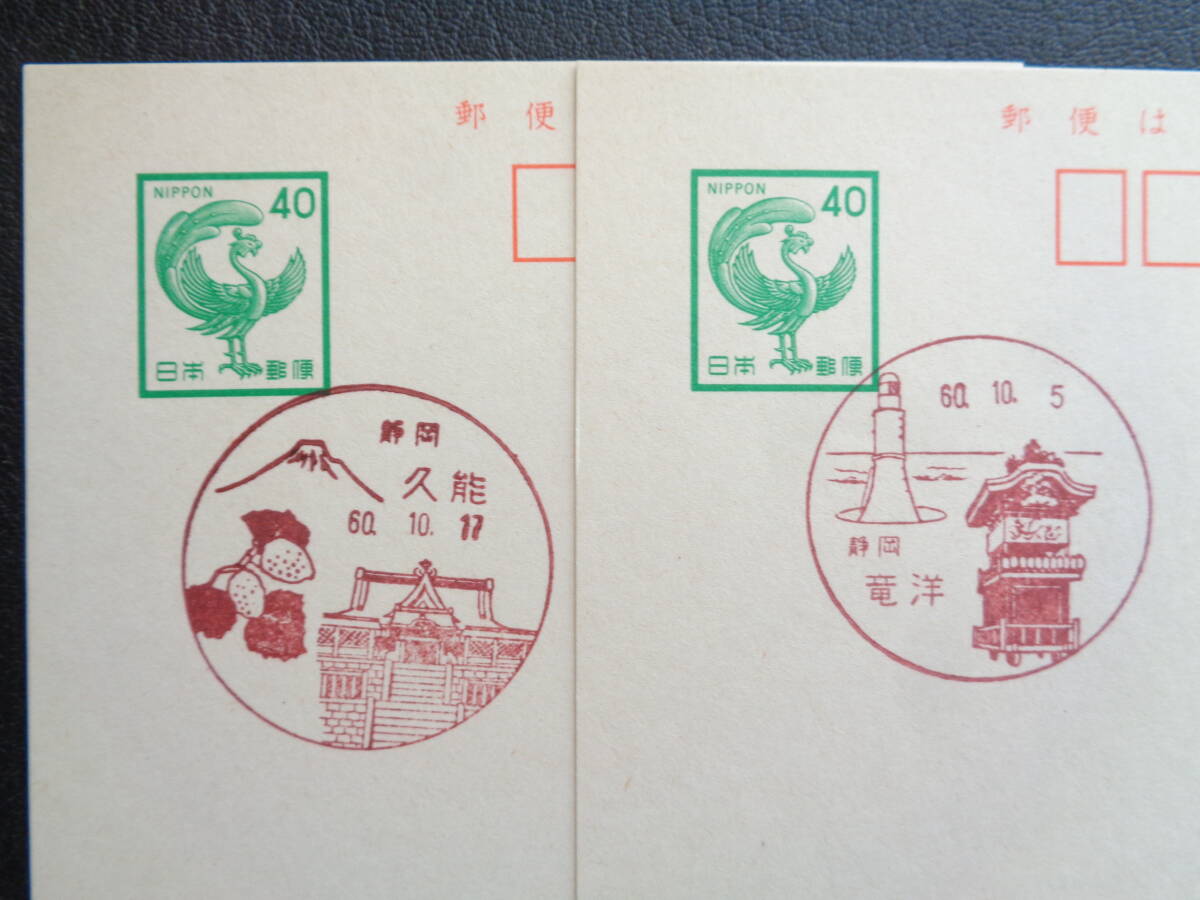 郵便
NIPPON
40
日本郵便
静岡
久能
60. 10. 17
郵便は
NIPPON
40
日本郵便
60. 10. 5
静岡
竜洋